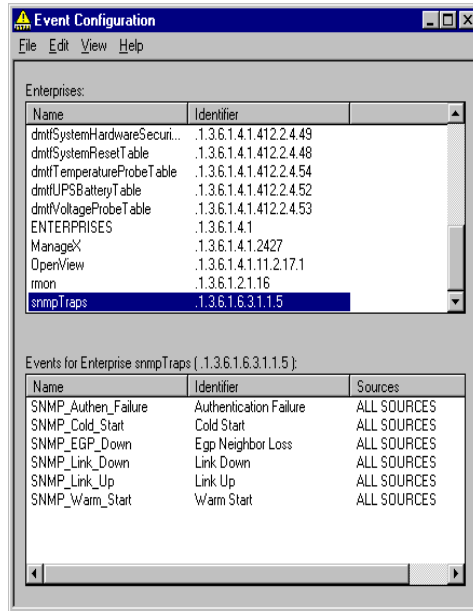 Event Configuration
File Edit View Help
Enterprises:
Name Identifier
dmtfSystemHardwareSecuri... .1.3.6.1.4.1.412.2.4.49
dmtfSystemResetTable .1.3.6.1.4.1.412.2.4.48
dmtfTemperatureProbeTable .1.3.6.1.4.1.412.2.4.54
dmtfUPSBatteryTable .1.3.6.1.4.1.412.2.4.52
dmtfVoltageProbeTable .1.3.6.1.4.1.412.2.4.53
ENTERPRISES .1.3.6.1.4.1
ManageX .1.3.6.1.4.1.2427
OpenView .1.3.6.1.4.1.11.2.17.1
rmon .1.3.6.1.2.1.16
snmpTraps .1.3.6.1.6.3.1.1.5
Events for Enterprise snmpTraps ( .1.3.6.1.6.3.1.1.5 ):
Name Identifier Sources
SNMP_Authen_Failure Authentication Failure ALL SOURCES
SNMP_Cold_Start Cold Start ALL SOURCES
SNMP_EGP_Down Egp Neighbor Loss ALL SOURCES
SNMP_Link_Down Link Down ALL SOURCES
SNMP_Link_Up Link Up ALL SOURCES
SNMP_Warm_Start Warm Start ALL SOURCES